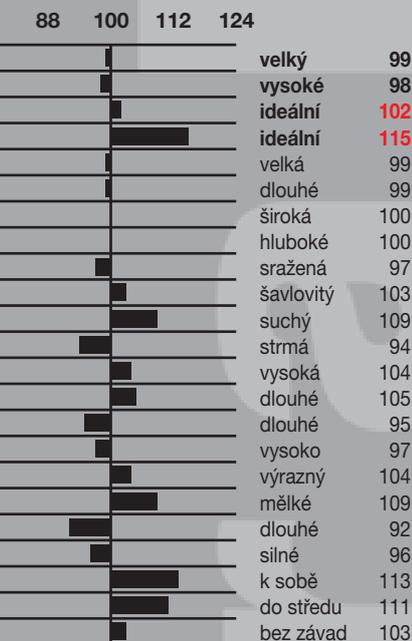 88 100 112 124
velký 99
vysoké 98
ideální 102
ideální 115
velká 99
dlouhé 99
široká 100
hluboké 100
sražená 97
šavlovitý 103
suchý 109
strmá 94
vysoká 104
dlouhé 105
dlouhé 95
vysoko 97
výrazný 104
mělké 109
dlouhé 92
silné 96
k sobě 113
do středu 111
bez závad 103